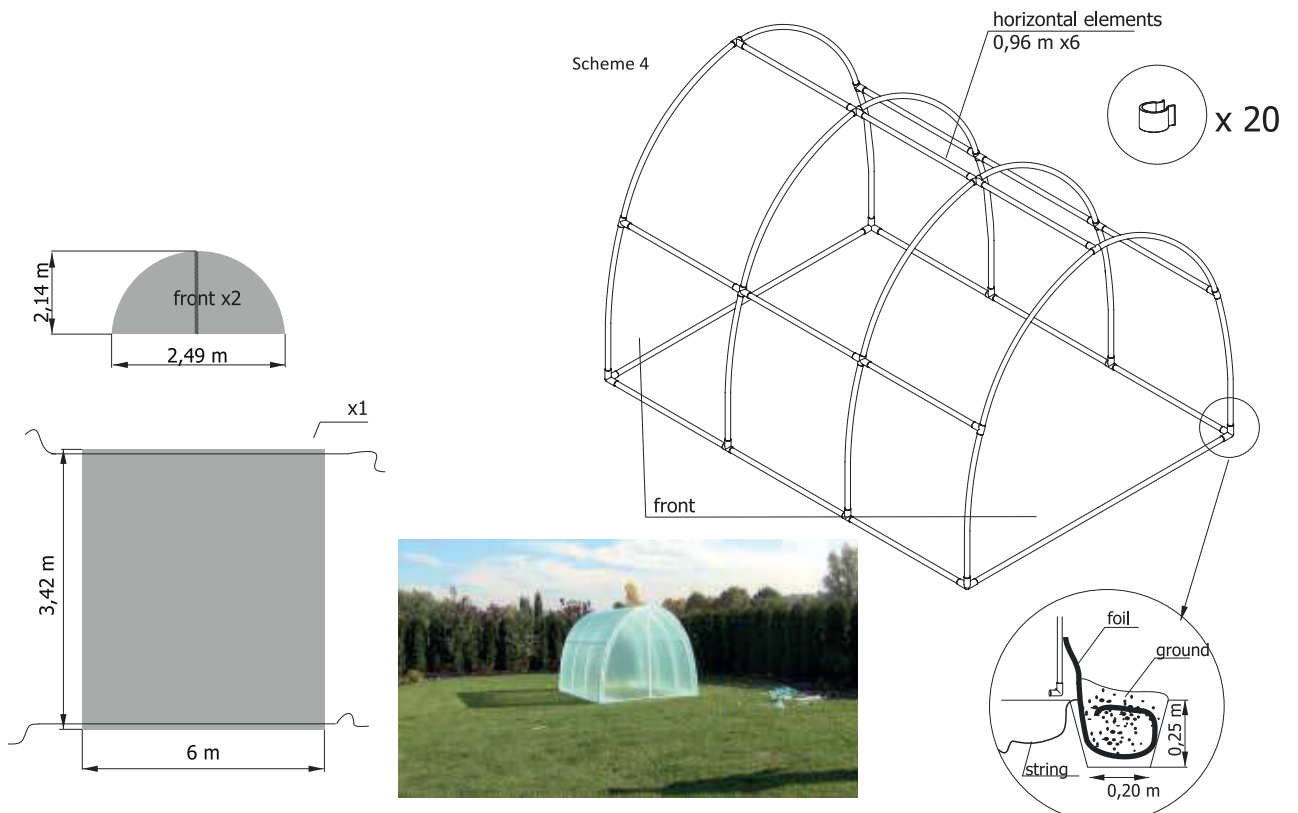 Scheme 4
horizontal elements
0,96 m x6
x 20
2,14 m
front x2
2,49 m
x1
3,42 m
6 m
front
foil
ground
0,25 m
string
0,20 m